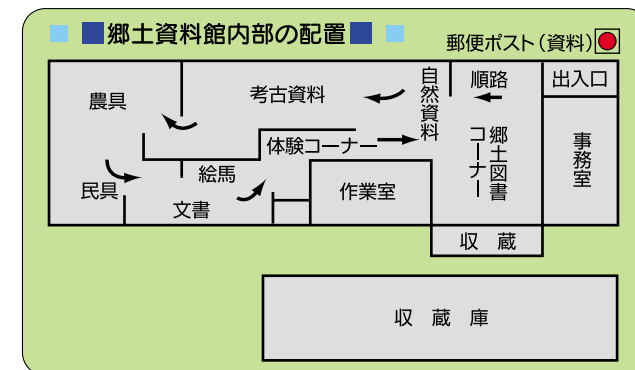 郷土資料館内部の配置
郵便ポスト(資料)
農具
考古資料
自然資料
順路
出入口
体験コーナー
郷土図書コーナー
事務室
民具
絵馬
文書
作業室
収 蔵
収 蔵 庫